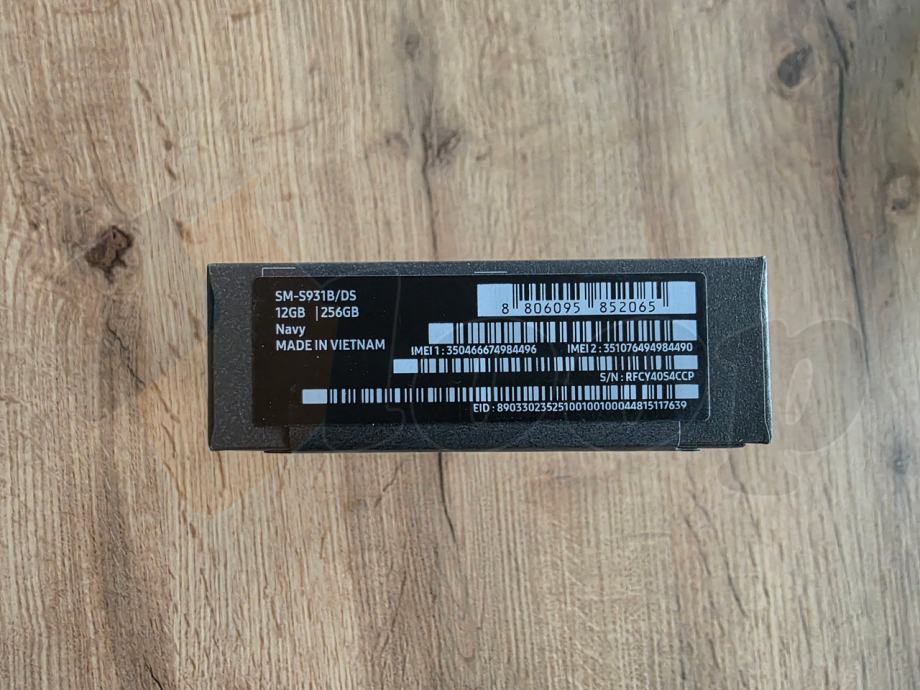 SM-S931B/DS
12GB | 256GB
Navy
MADE IN VIETNAM
8 806095 852065
IMEI 1 : 350466674984496 IMEI 2 : 351076494984490
S/N : RFCY40S4CCP
EID : 89033023525100100100044815117639